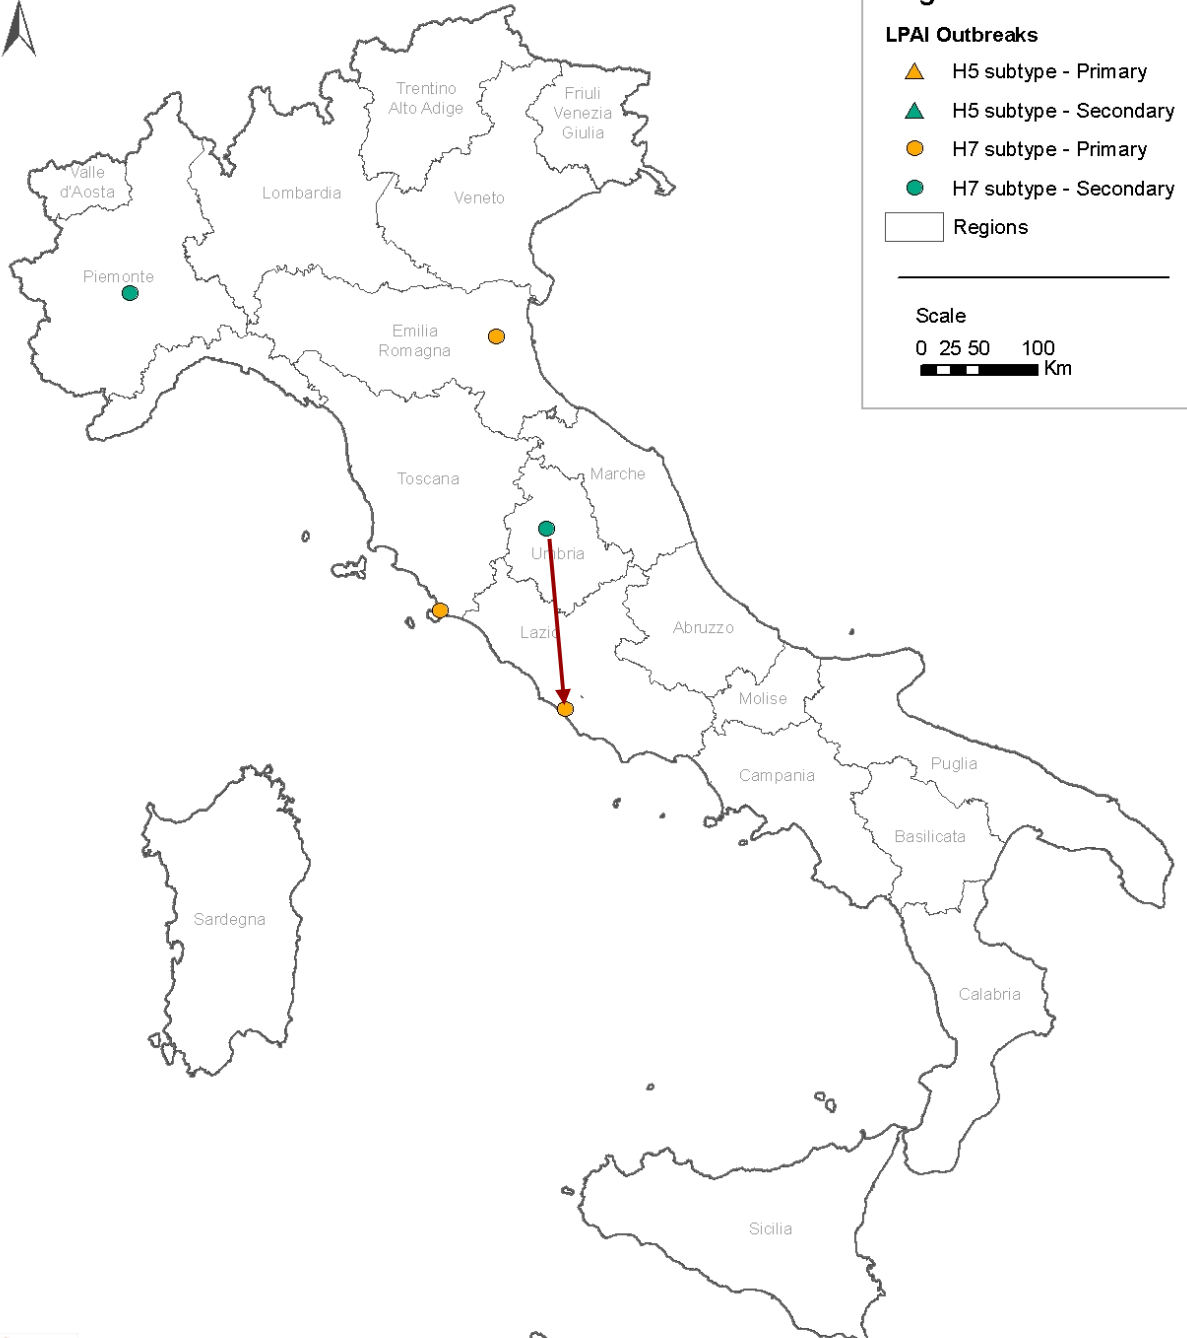 LPAI Outbreaks
H5 subtype - Primary
H5 subtype - Secondary
H7 subtype - Primary
H7 subtype - Secondary
Regions
Scale
0 25 50 100
Km
Trentino
Alto Adige
Friuli
Venezia
Giulia
Valle
d'Aosta
Lombardia
Veneto
Piemonte
Emilia
Romagna
Toscana
Marche
Umbria
Lazio
Abruzzo
Molise
Campania
Puglia
Basilicata
Sardegna
Calabria
Sicilia